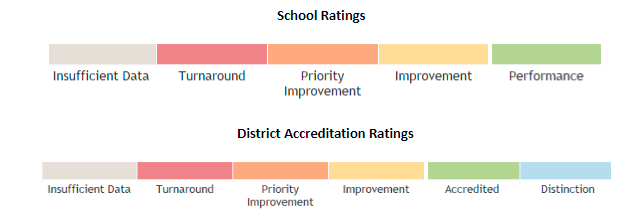 School Ratings
Insufficient Data Turnaround Priority Improvement Performance
Improvement
District Accreditation Ratings
Insufficient Data Turnaround Priority Improvement Accredited Distinction
Improvement